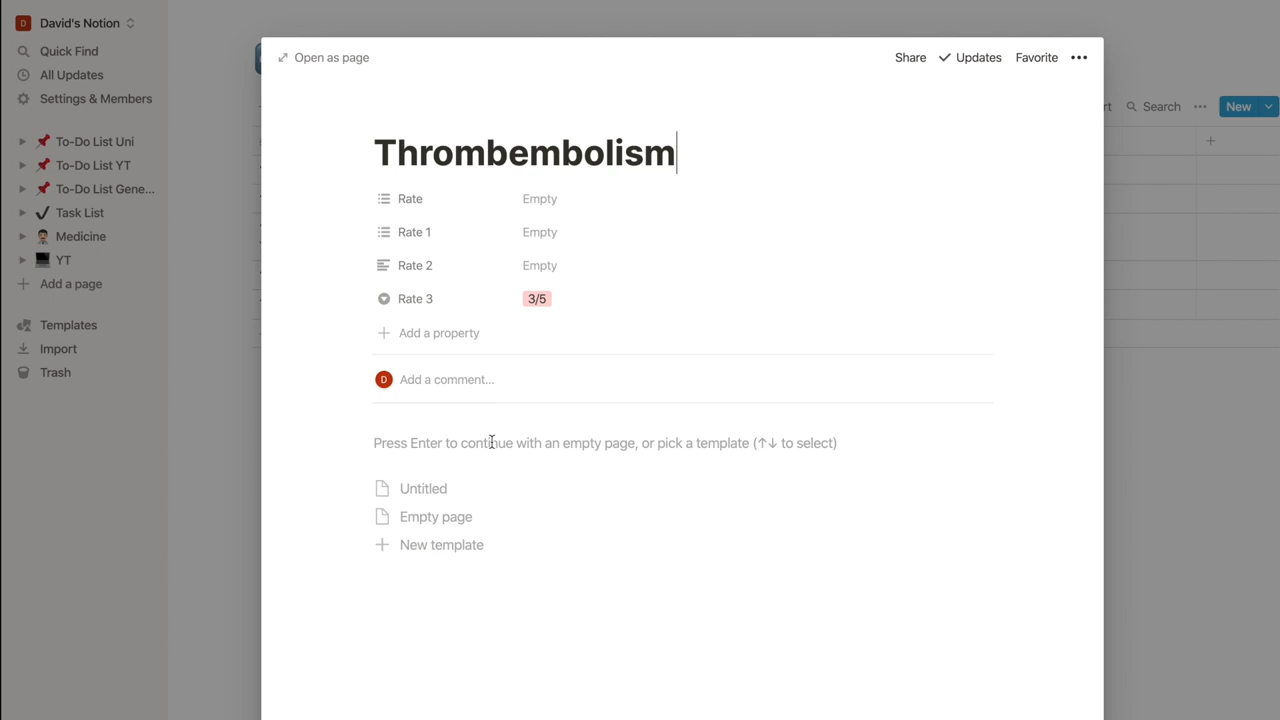 D David's Notion
Quick Find
All Updates
Settings & Members
To-Do List Uni
To-Do List YT
To-Do List Gene...
Task List
Medicine
YT
Add a page
Templates
Import
Trash
Open as page
Share
Updates
Favorite
Thrombembolism
Rate Empty
Rate 1 Empty
Rate 2 Empty
Rate 3 3/5
Add a property
D Add a comment...
Press Enter to continue with an empty page, or pick a template (↑↓ to select)
Untitled
Empty page
New template
rt Search New